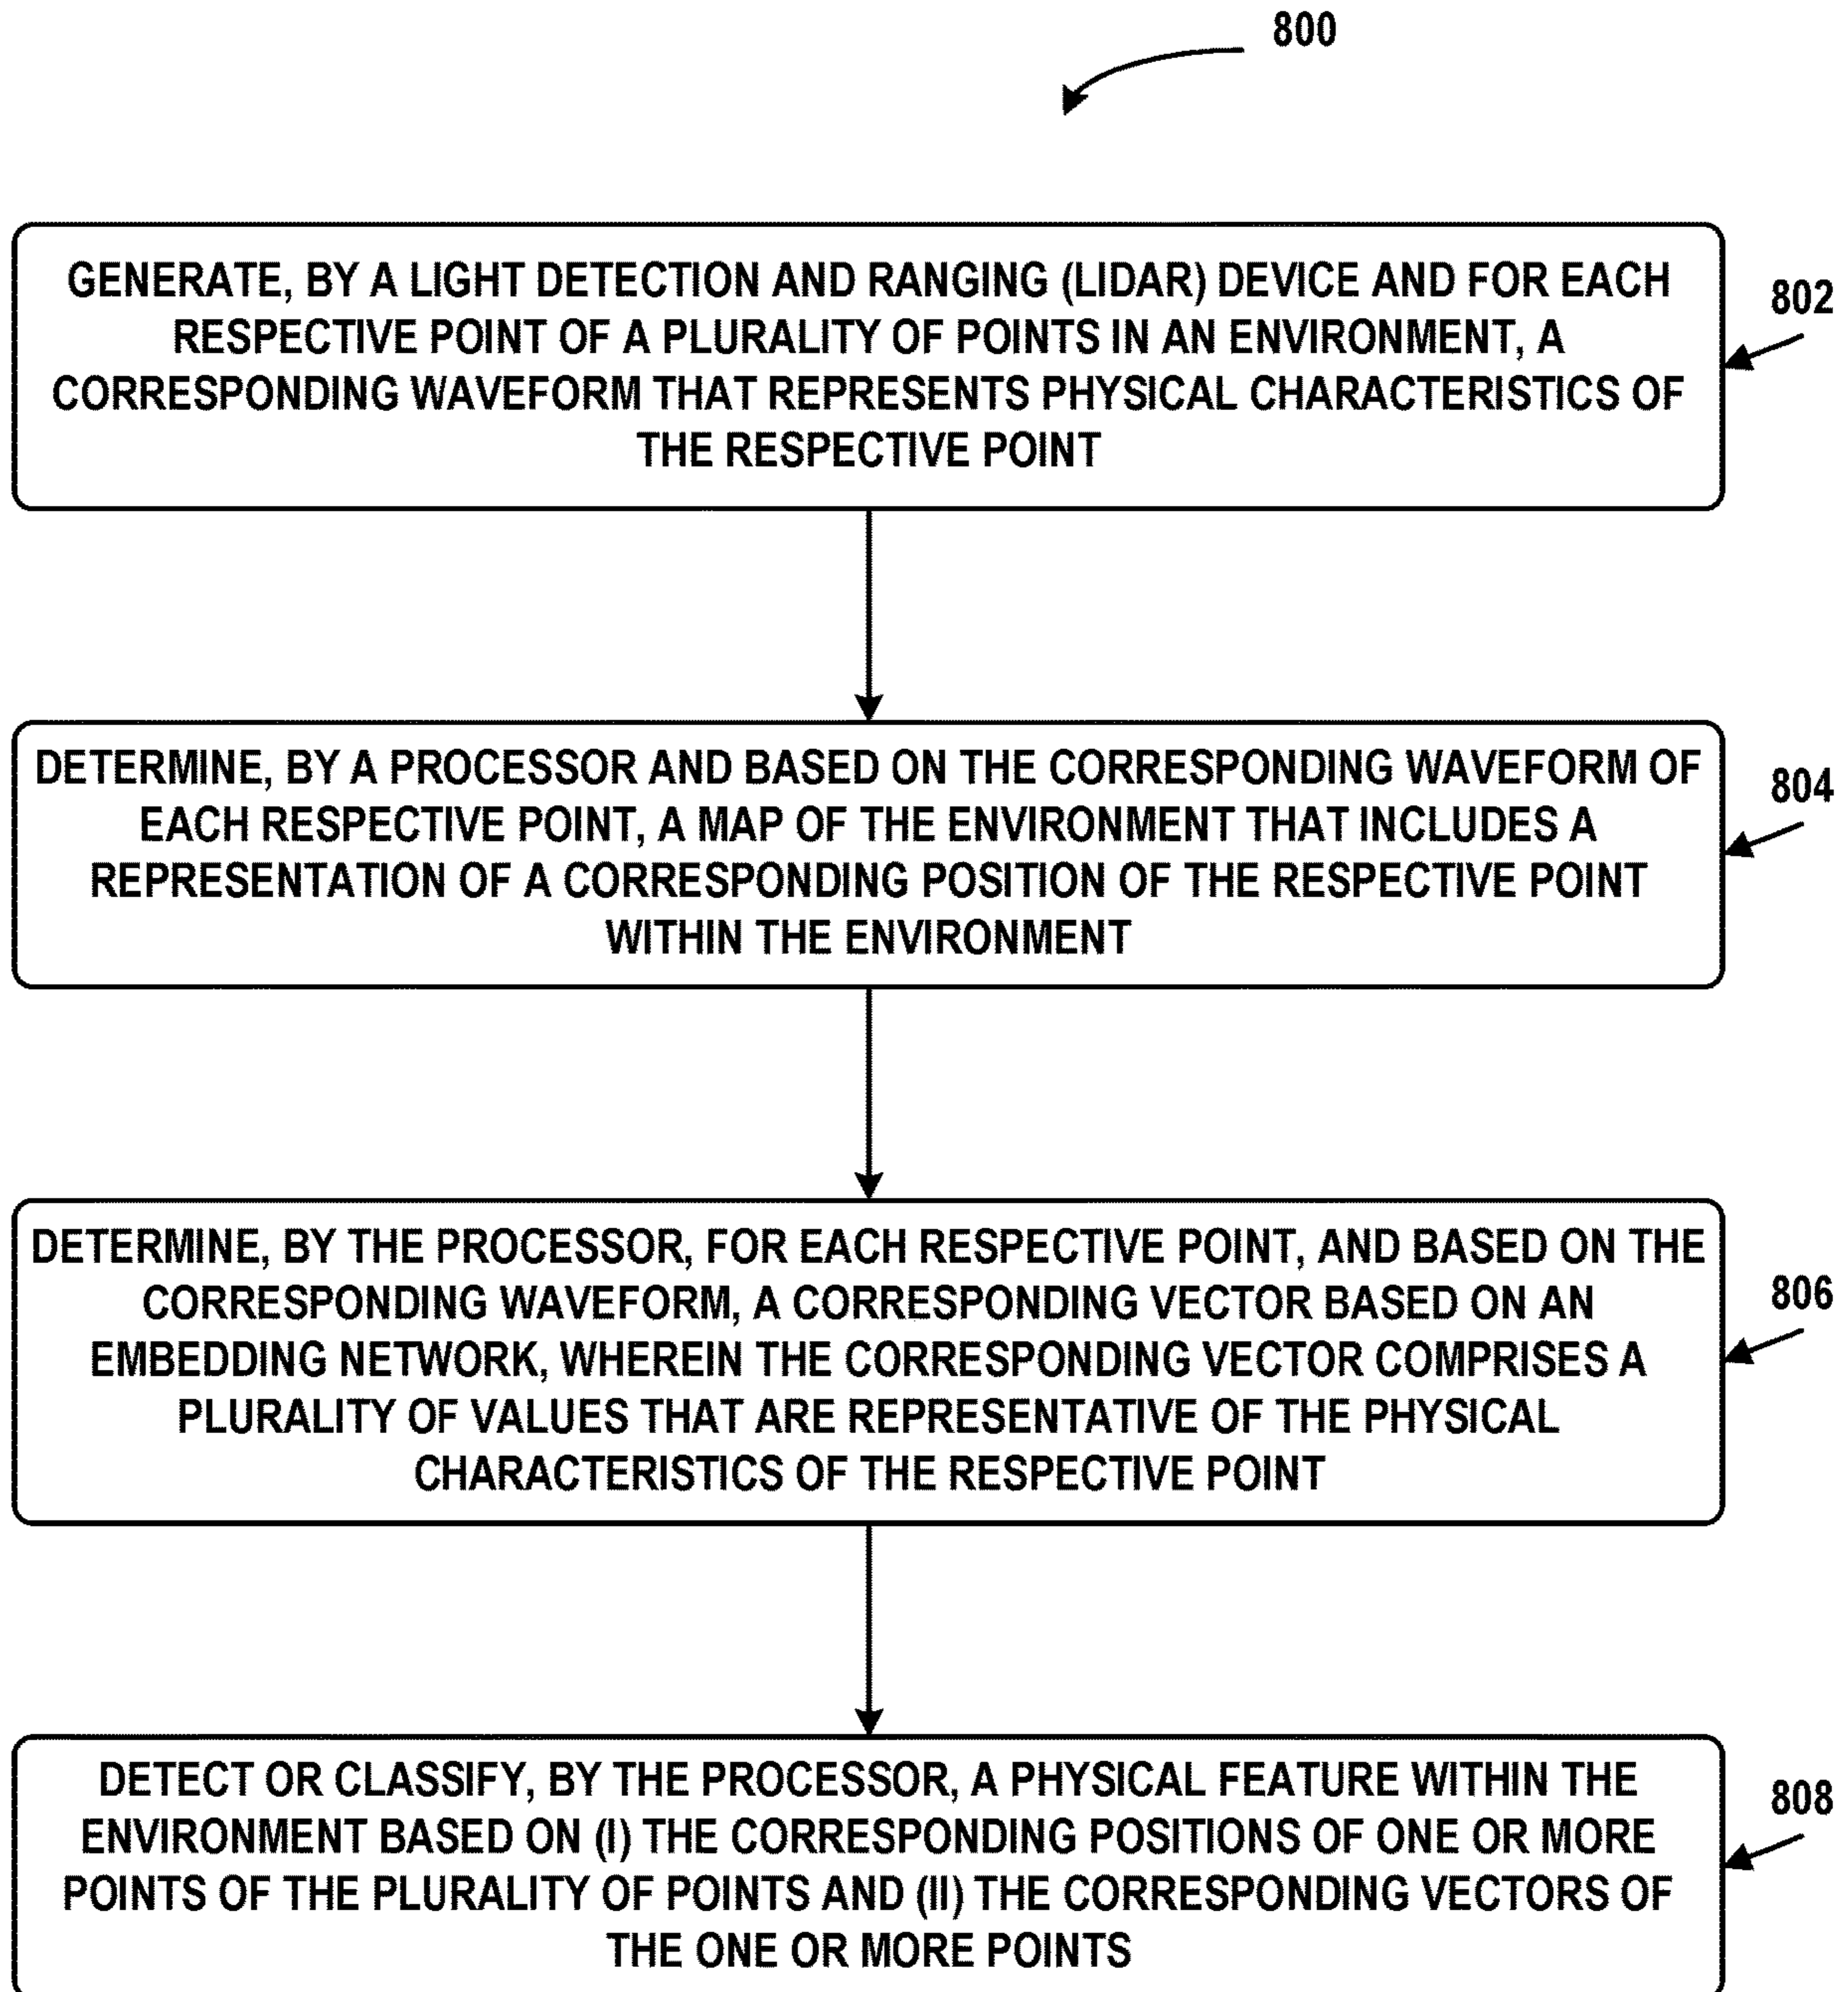 800
GENERATE, BY A LIGHT DETECTION AND RANGING (LIDAR) DEVICE AND FOR EACH
RESPECTIVE POINT OF A PLURALITY OF POINTS IN AN ENVIRONMENT, A
CORRESPONDING WAVEFORM THAT REPRESENTS PHYSICAL CHARACTERISTICS OF
THE RESPECTIVE POINT
802
DETERMINE, BY A PROCESSOR AND BASED ON THE CORRESPONDING WAVEFORM OF
EACH RESPECTIVE POINT, A MAP OF THE ENVIRONMENT THAT INCLUDES A
REPRESENTATION OF A CORRESPONDING POSITION OF THE RESPECTIVE POINT
WITHIN THE ENVIRONMENT
804
DETERMINE, BY THE PROCESSOR, FOR EACH RESPECTIVE POINT, AND BASED ON THE
CORRESPONDING WAVEFORM, A CORRESPONDING VECTOR BASED ON AN
EMBEDDING NETWORK, WHEREIN THE CORRESPONDING VECTOR COMPRISES A
PLURALITY OF VALUES THAT ARE REPRESENTATIVE OF THE PHYSICAL
CHARACTERISTICS OF THE RESPECTIVE POINT
806
DETECT OR CLASSIFY, BY THE PROCESSOR, A PHYSICAL FEATURE WITHIN THE
ENVIRONMENT BASED ON (I) THE CORRESPONDING POSITIONS OF ONE OR MORE
POINTS OF THE PLURALITY OF POINTS AND (II) THE CORRESPONDING VECTORS OF
THE ONE OR MORE POINTS
808